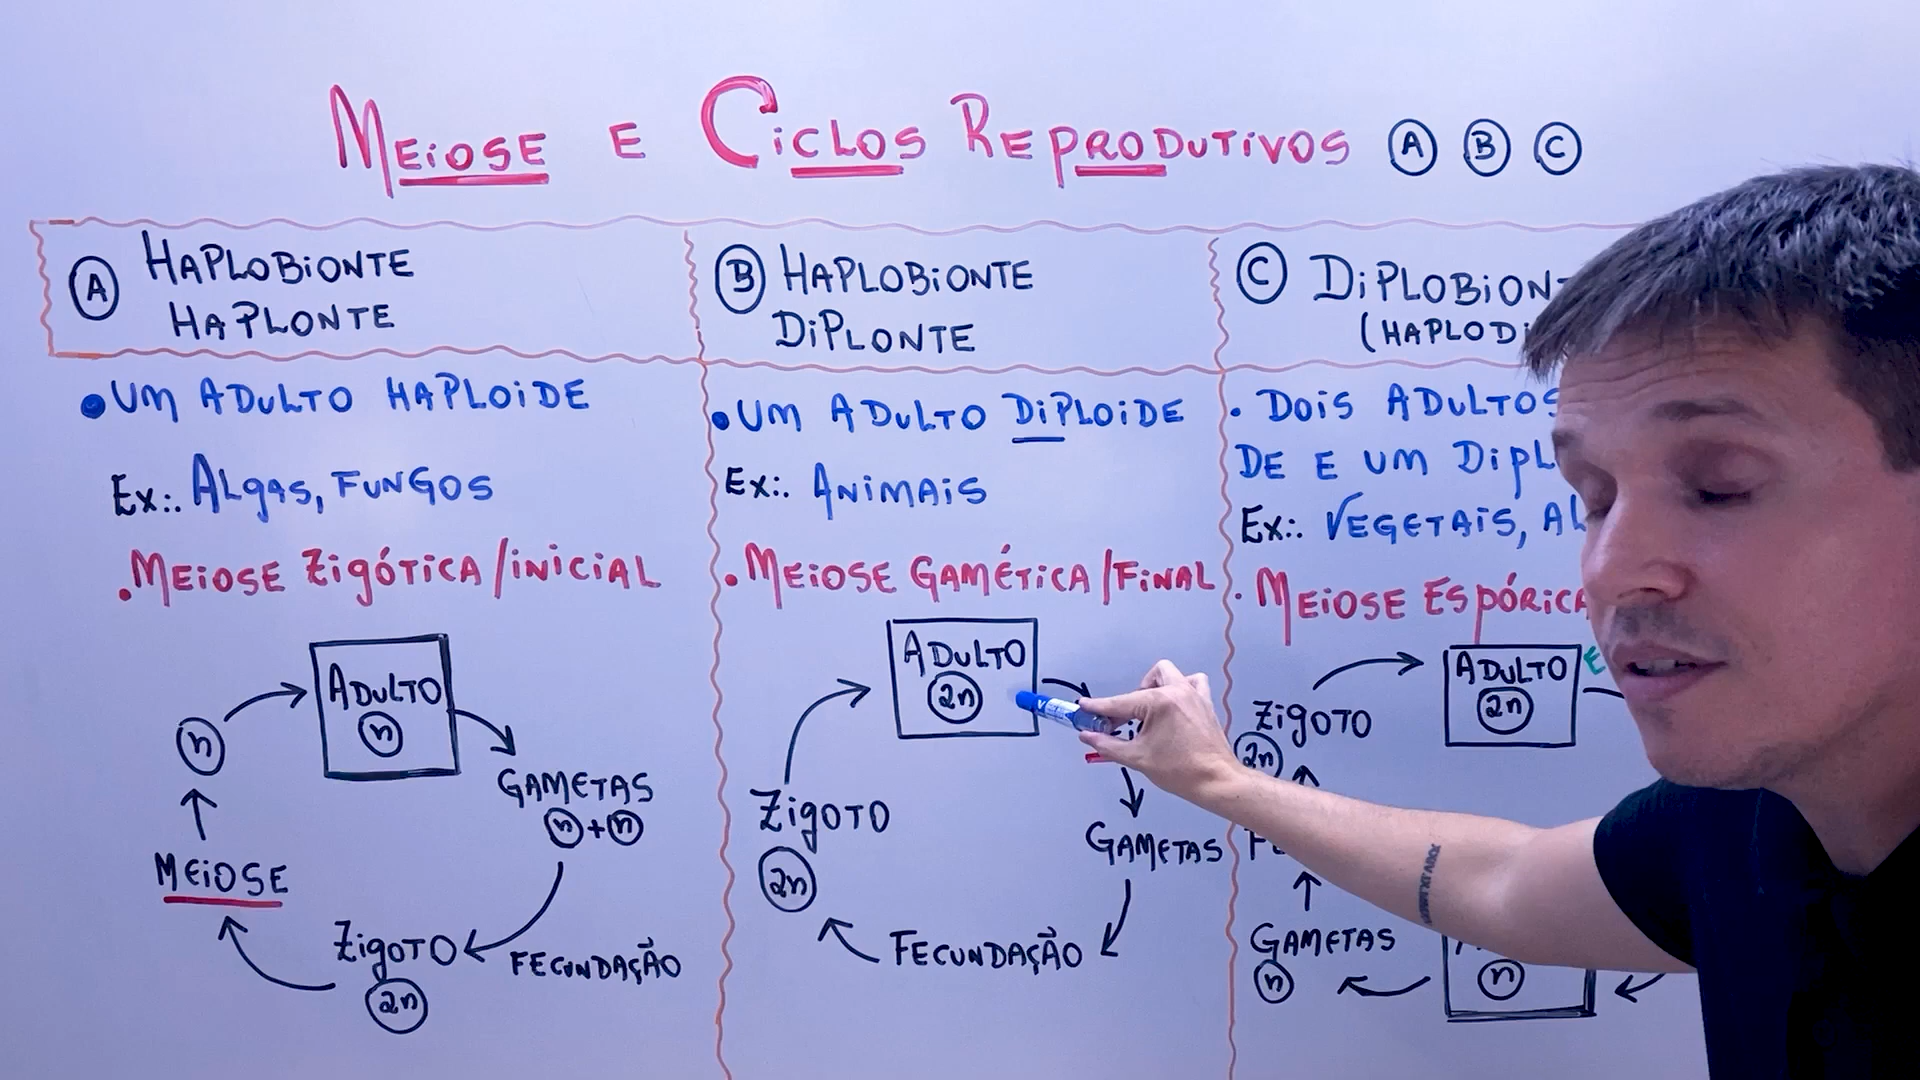 MEIOSE E CICLOS REPRODUTIVOS A B C
A HAPLOBIONTE
HAPLONTE
• UM ADULTO HAPLOIDE
EX:. ALGAS, FUNGOS
• MEIOSE ZIGÓTICA/INICIAL
ADULTO
n
n
GAMETAS
n + n
MEIOSE
ZIGOTO
2n
FECUNDAÇÃO
B HAPLOBIONTE
DIPLONTE
• UM ADULTO DIPLOIDE
EX:. ANIMAIS
• MEIOSE GAMÉTICA/FINAL
ADULTO
2n
ZIGOTO
2n
GAMETAS
FECUNDAÇÃO
C DIPLOBION
(HAPLOD
• DOIS ADULTOS
DE E UM DIPL
EX:. VEGETAIS, AL
• MEIOSE ESPÓRICA
ADULTO
2n
ZIGOTO
2n
GAMETAS
n
n